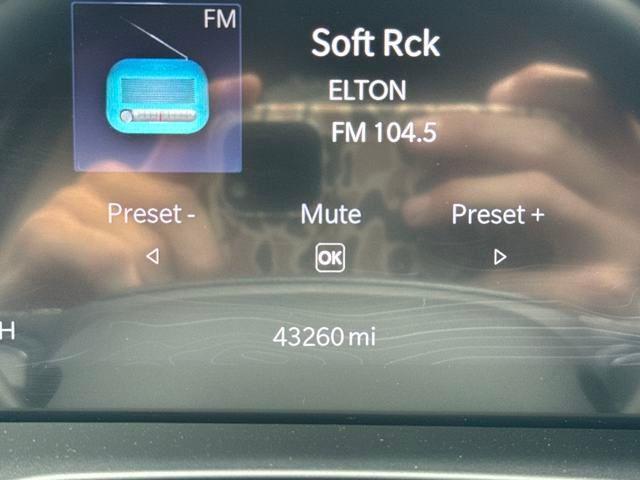 FM
Soft Rck
ELTON
FM 104.5
Preset - Mute Preset +
OK
H
43260 mi